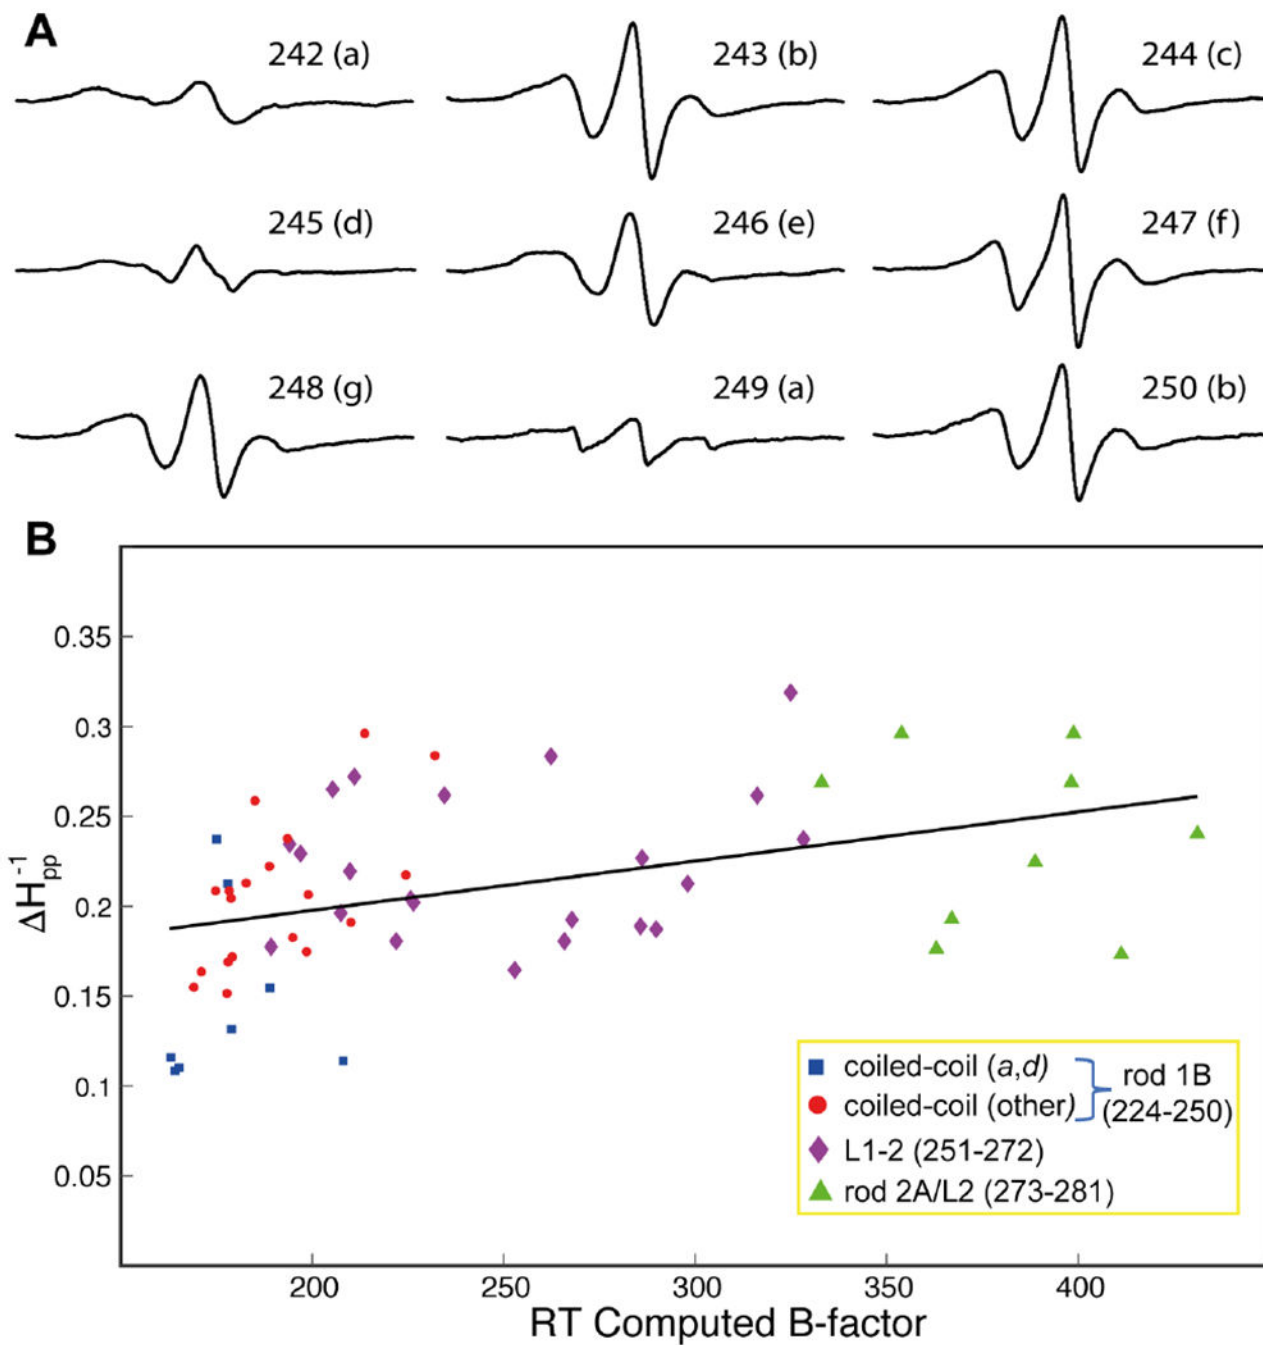 A
242 (a)
243 (b)
244 (c)
245 (d)
246 (e)
247 (f)
248 (g)
249 (a)
250 (b)
B
0.35
0.3
0.25
0.2
0.15
0.1
0.05
ΔH⁻¹pp
coiled-coil (a,d)
coiled-coil (other)
rod 1B
(224-250)
L1-2 (251-272)
rod 2A/L2 (273-281)
200
250
300
350
400
RT Computed B-factor